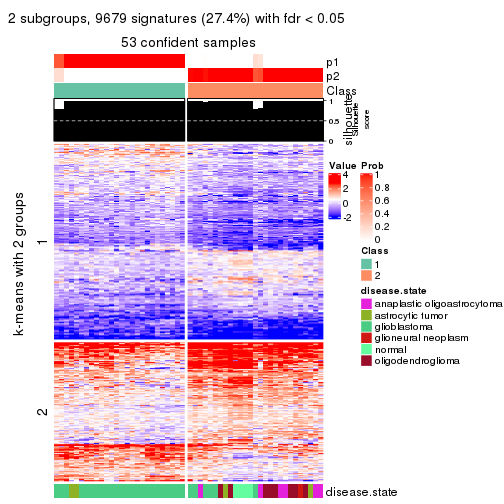 2 subgroups, 9679 signatures (27.4%) with fdr < 0.05
53 confident samples
p1
p2
Class
silhouette
Silhouette
score
1
0.5
0
k-means with 2 groups
1
2
Value
4
2
0
-2
Prob
1
0.8
0.6
0.4
0.2
0
Class
1
2
disease.state
anaplastic oligoastrocytoma
astrocytic tumor
glioblastoma
glioneural neoplasm
normal
oligodendroglioma
disease.state